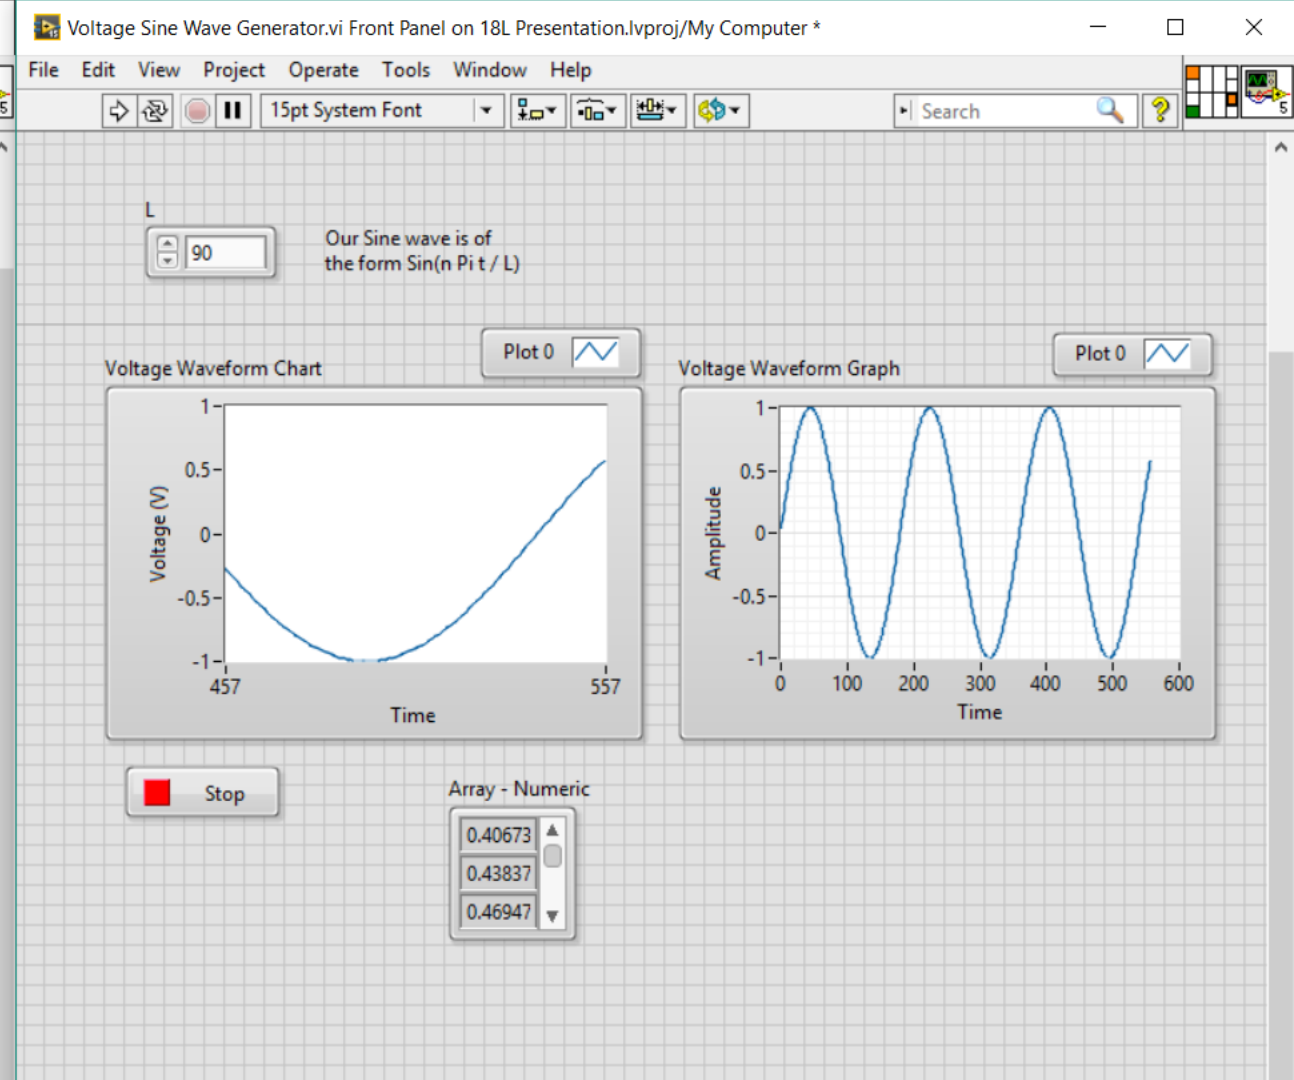 Voltage Sine Wave Generator.vi Front Panel on 18L Presentation.lvproj/My Computer *
File Edit View Project Operate Tools Window Help
15pt System Font
Search
?
5
5
L
90
Our Sine wave is of
the form Sin(n Pi t / L)
Voltage Waveform Chart
Plot 0
1
0.5
0
-0.5
-1
Voltage (V)
457
557
Time
Voltage Waveform Graph
Plot 0
1
0.5
0
-0.5
-1
Amplitude
0 100 200 300 400 500 600
Time
Stop
Array - Numeric
0.40673
0.43837
0.46947